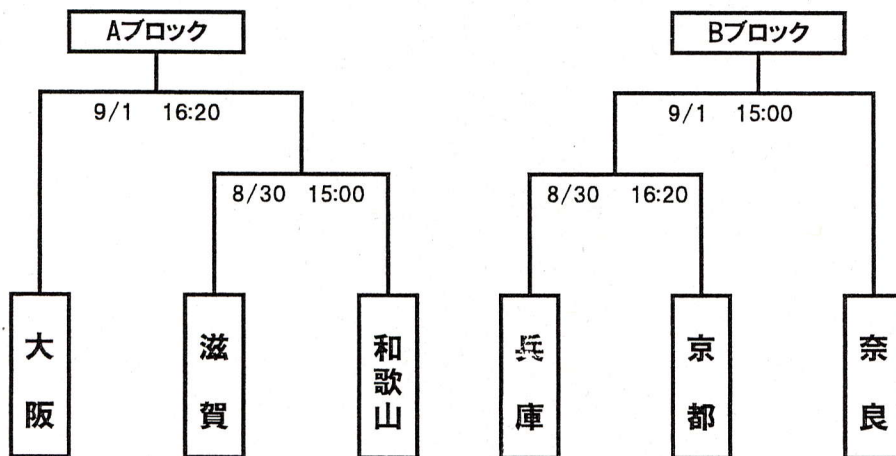 Aブロック
Bブロック
9/1 16:20
9/1 15:00
8/30 15:00
8/30 16:20
大阪
滋賀
和歌山
兵庫
京都
奈良